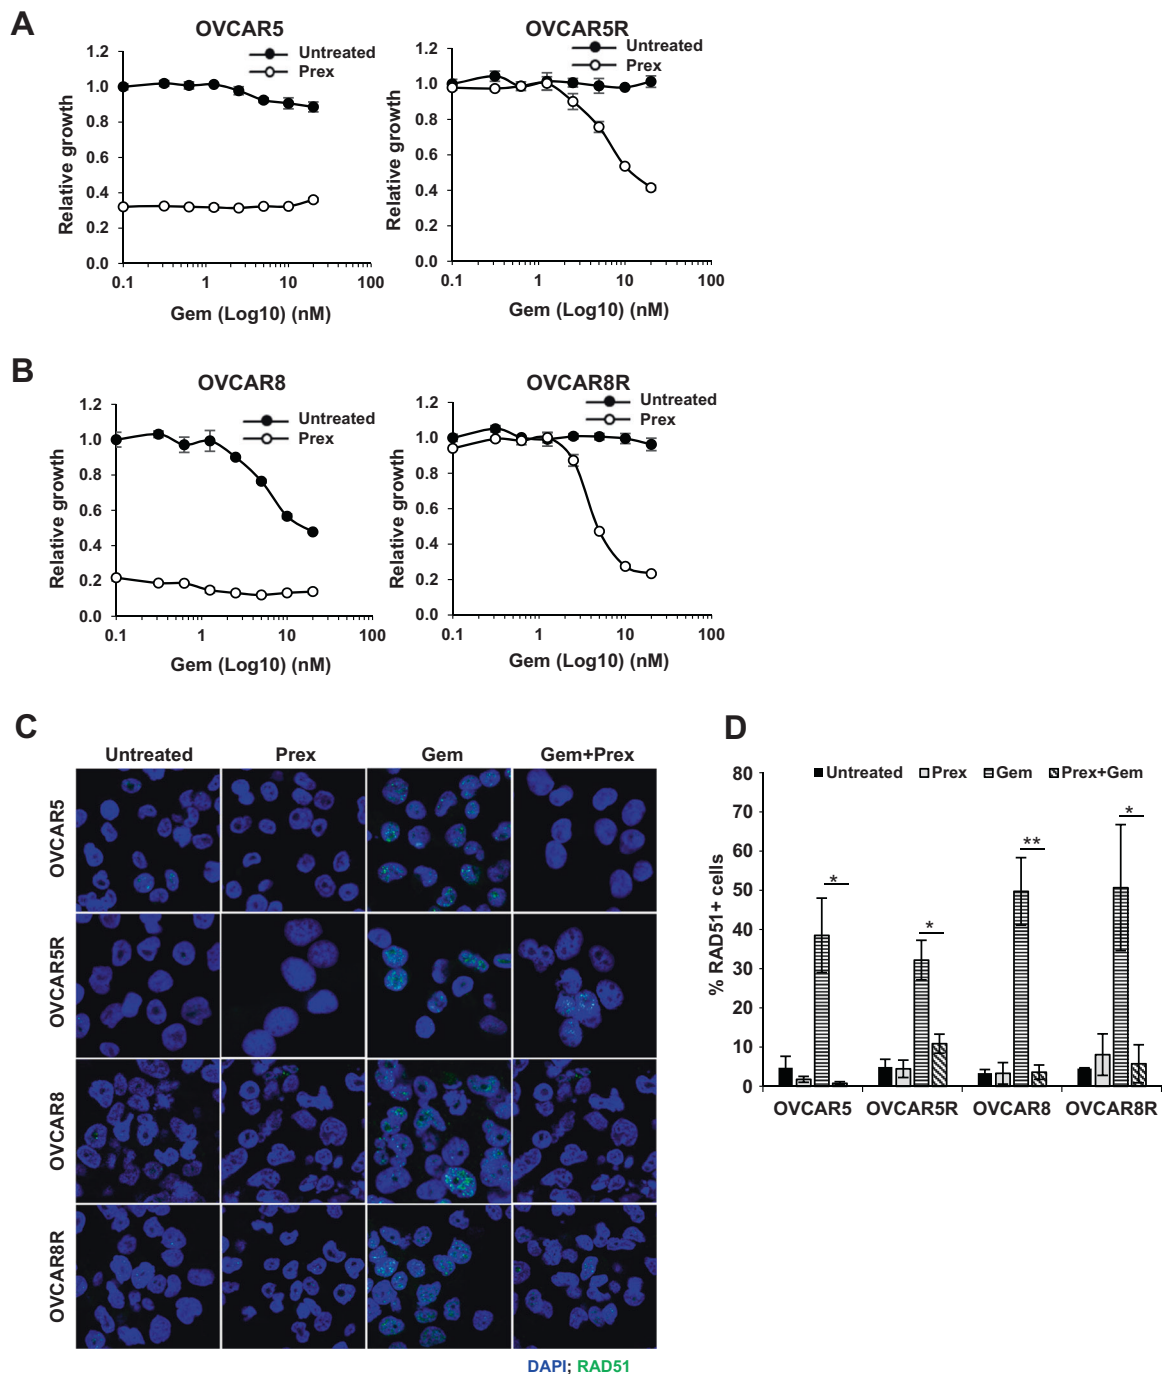 A
OVCAR5
Untreated
Prex
Relative growth
1.2
1.0
0.8
0.6
0.4
0.2
0.0
0.1 1 10 100
Gem (Log10) (nM)
OVCAR5R
Untreated
Prex
Relative growth
1.2
1.0
0.8
0.6
0.4
0.2
0.0
0.1 1 10 100
Gem (Log10) (nM)
B
OVCAR8
Untreated
Prex
Relative growth
1.2
1.0
0.8
0.6
0.4
0.2
0.0
0.1 1 10 100
Gem (Log10) (nM)
OVCAR8R
Untreated
Prex
Relative growth
1.2
1.0
0.8
0.6
0.4
0.2
0.0
0.1 1 10 100
Gem (Log10) (nM)
C
Untreated Prex Gem Gem+Prex
OVCAR5
OVCAR5R
OVCAR8
OVCAR8R
DAPI; RAD51
D
Untreated Prex Gem Prex+Gem
% RAD51+ cells
80
70
60
50
40
30
20
10
0
* * ** *
OVCAR5 OVCAR5R OVCAR8 OVCAR8R